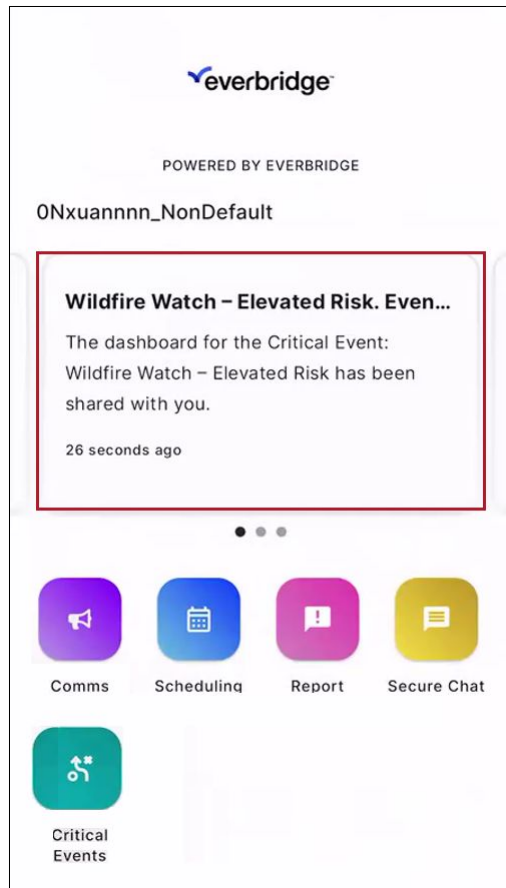 everbridge™
POWERED BY EVERBRIDGE
0Nxuannnn_NonDefault
Wildfire Watch – Elevated Risk. Even...
The dashboard for the Critical Event:
Wildfire Watch – Elevated Risk has been
shared with you.
26 seconds ago
Comms Scheduling Report Secure Chat
Critical
Events